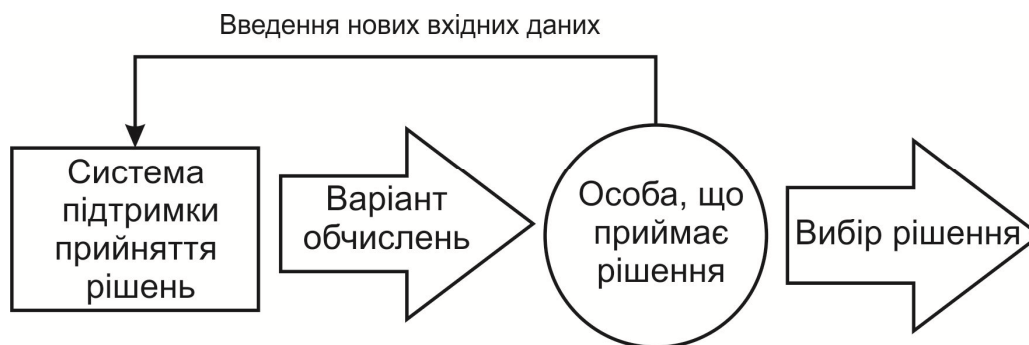 Введення нових вхідних даних
Система
підтримки
прийняття
рішень
Варіант
обчислень
Особа, що
приймає
рішення
Вибір рішення